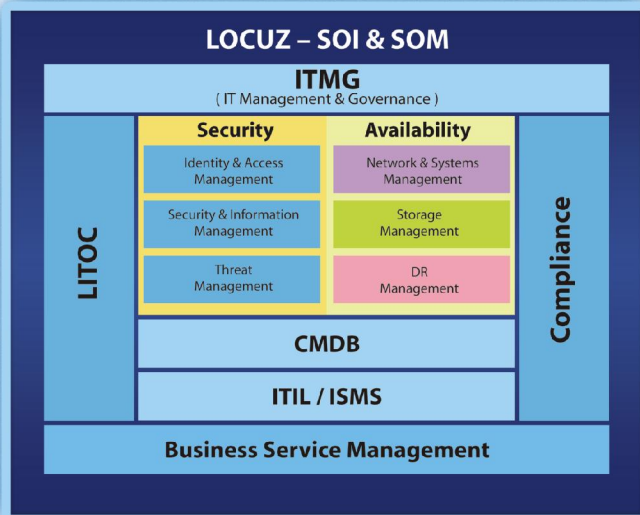 LOCUZ – SOI & SOM
ITMG
( IT Management & Governance )
LITOC
Security
Identity & Access
Management
Security & Information
Management
Threat
Management
Availability
Network & Systems
Management
Storage
Management
DR
Management
Compliance
CMDB
ITIL / ISMS
Business Service Management